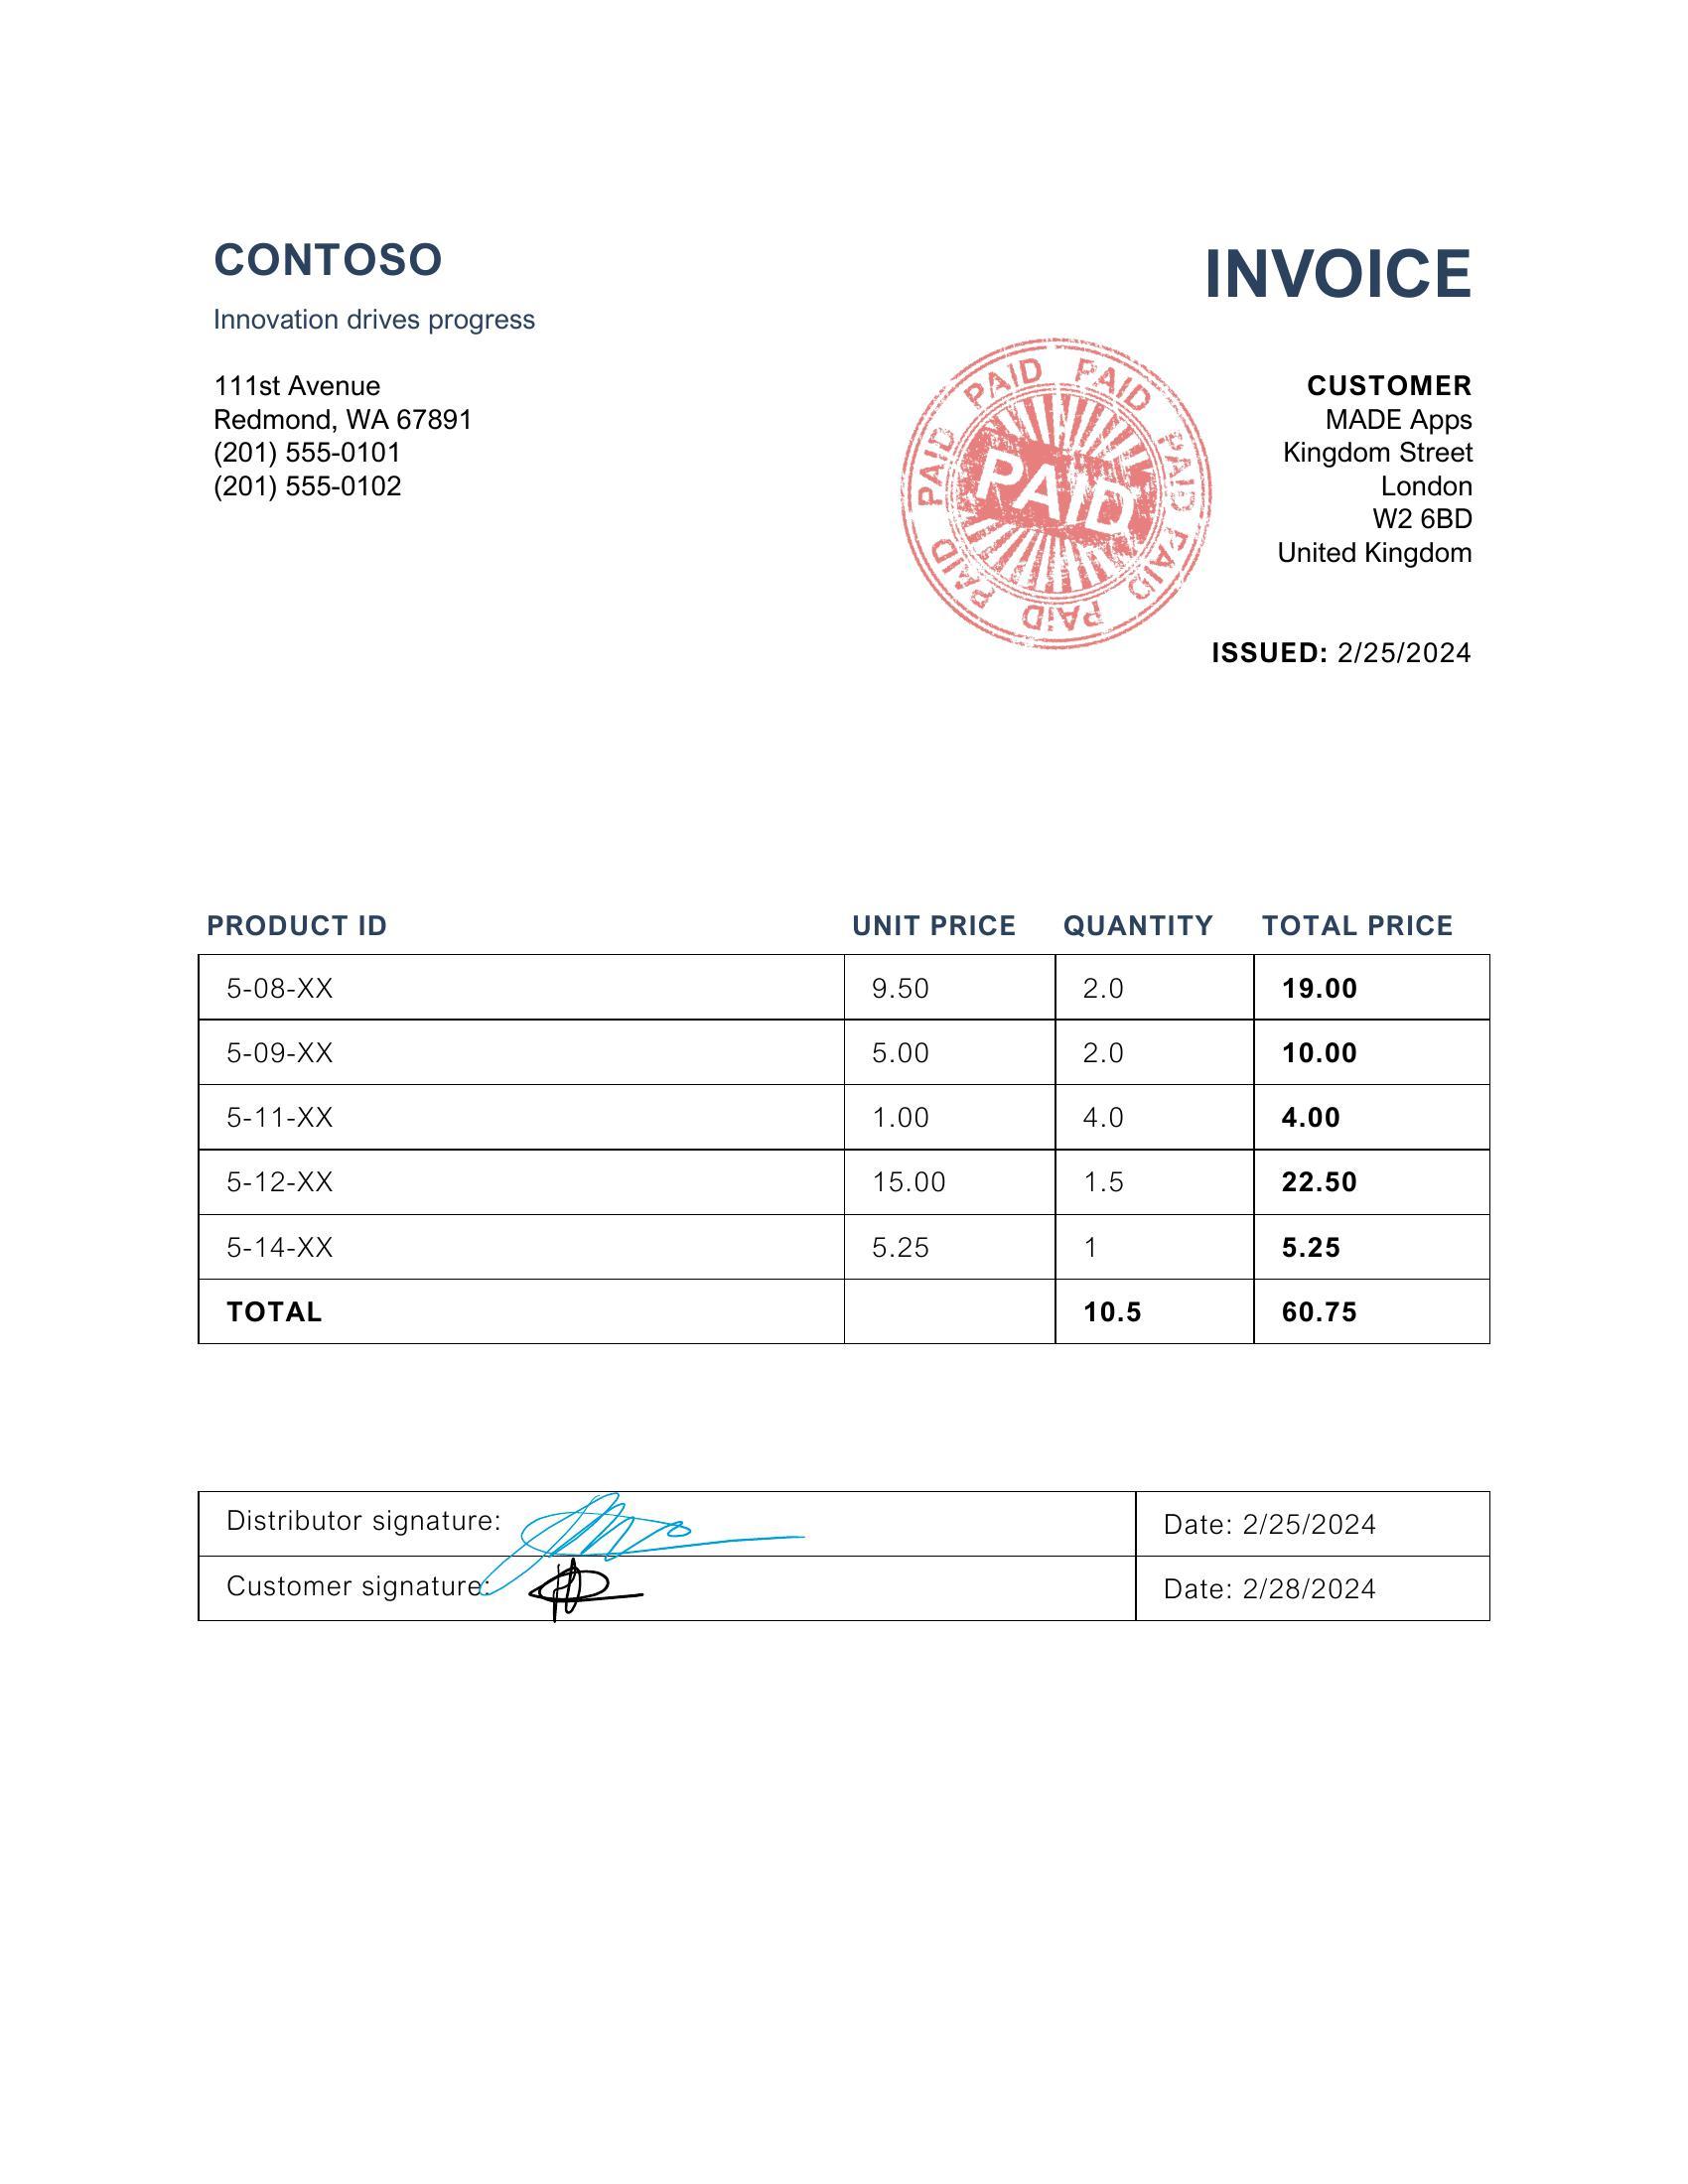 CONTOSO
Innovation drives progress
111st Avenue
Redmond, WA 67891
(201) 555-0101
(201) 555-0102
INVOICE
PAID PAID PAID PAID PAID PAID PAID PAID
PAID
CUSTOMER
MADE Apps
Kingdom Street
London
W2 6BD
United Kingdom
ISSUED: 2/25/2024
PRODUCT ID UNIT PRICE QUANTITY TOTAL PRICE
5-08-XX 9.50 2.0 19.00
5-09-XX 5.00 2.0 10.00
5-11-XX 1.00 4.0 4.00
5-12-XX 15.00 1.5 22.50
5-14-XX 5.25 1 5.25
TOTAL 10.5 60.75
Distributor signature: Date: 2/25/2024
Customer signature: Date: 2/28/2024